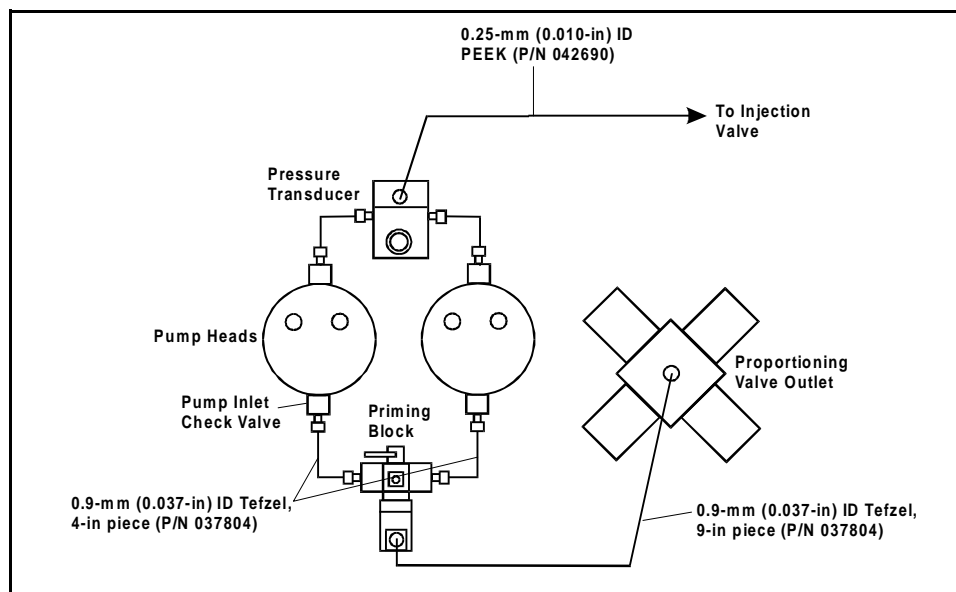 0.25-mm (0.010-in) ID
PEEK (P/N 042690)
To Injection
Valve
Pressure
Transducer
Pump Heads
Proportioning
Valve Outlet
Pump Inlet
Check Valve
Priming
Block
0.9-mm (0.037-in) ID Tefzel,
4-in piece (P/N 037804)
0.9-mm (0.037-in) ID Tefzel,
9-in piece (P/N 037804)